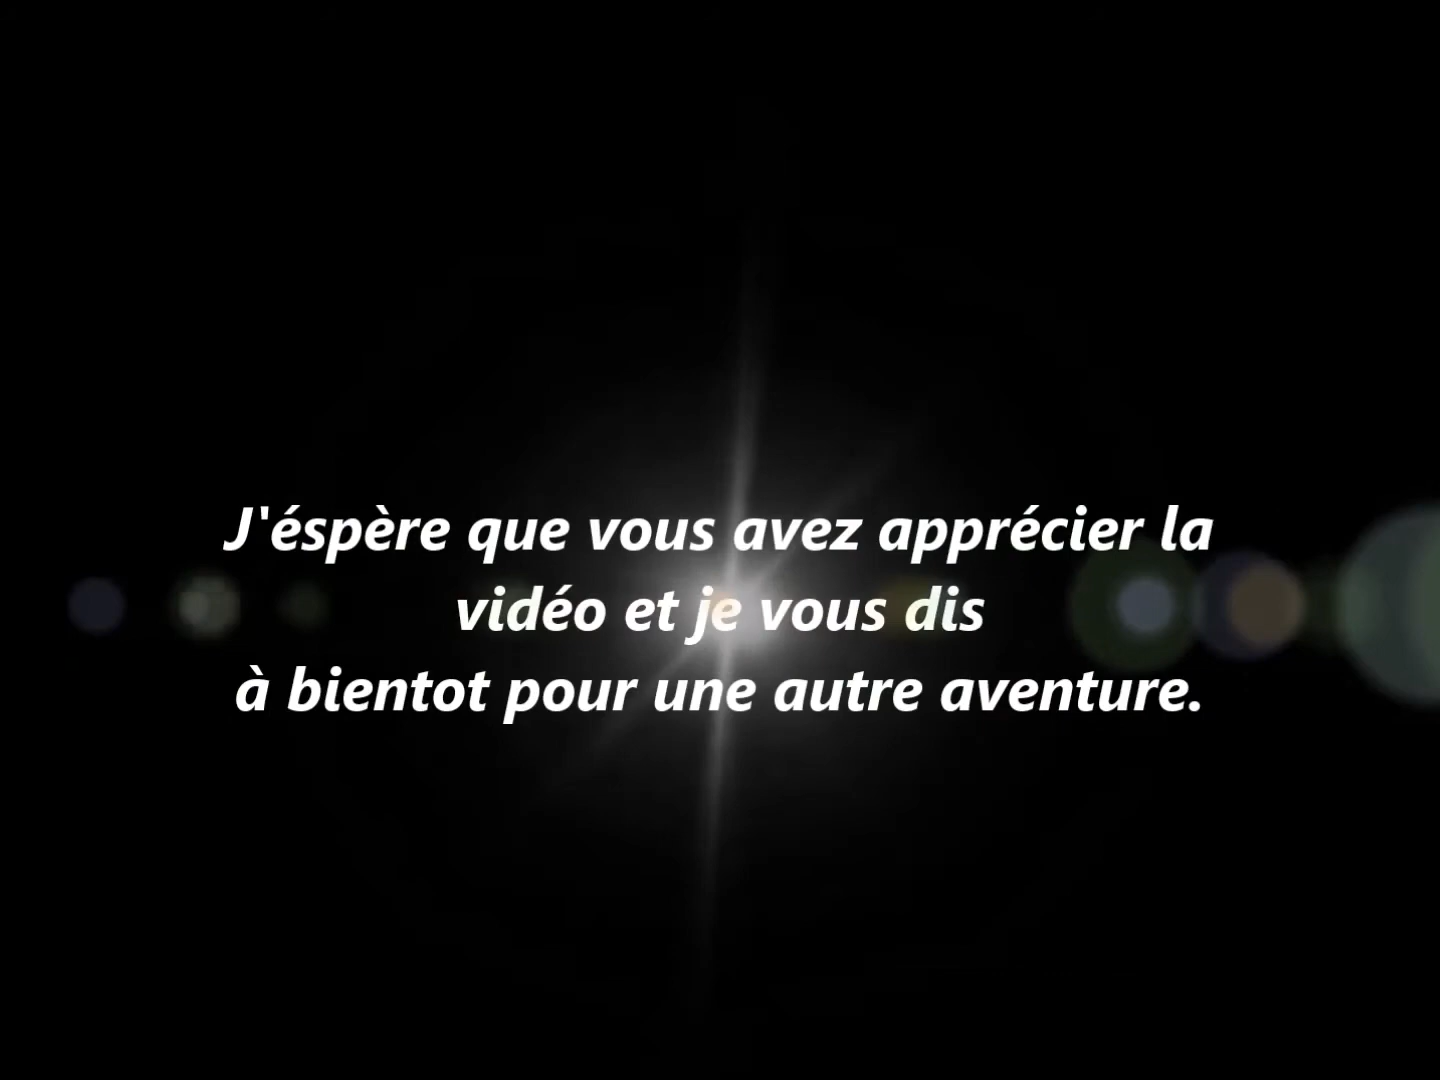 J'éspère que vous avez apprécier la
vidéo et je vous dis
à bientot pour une autre aventure.